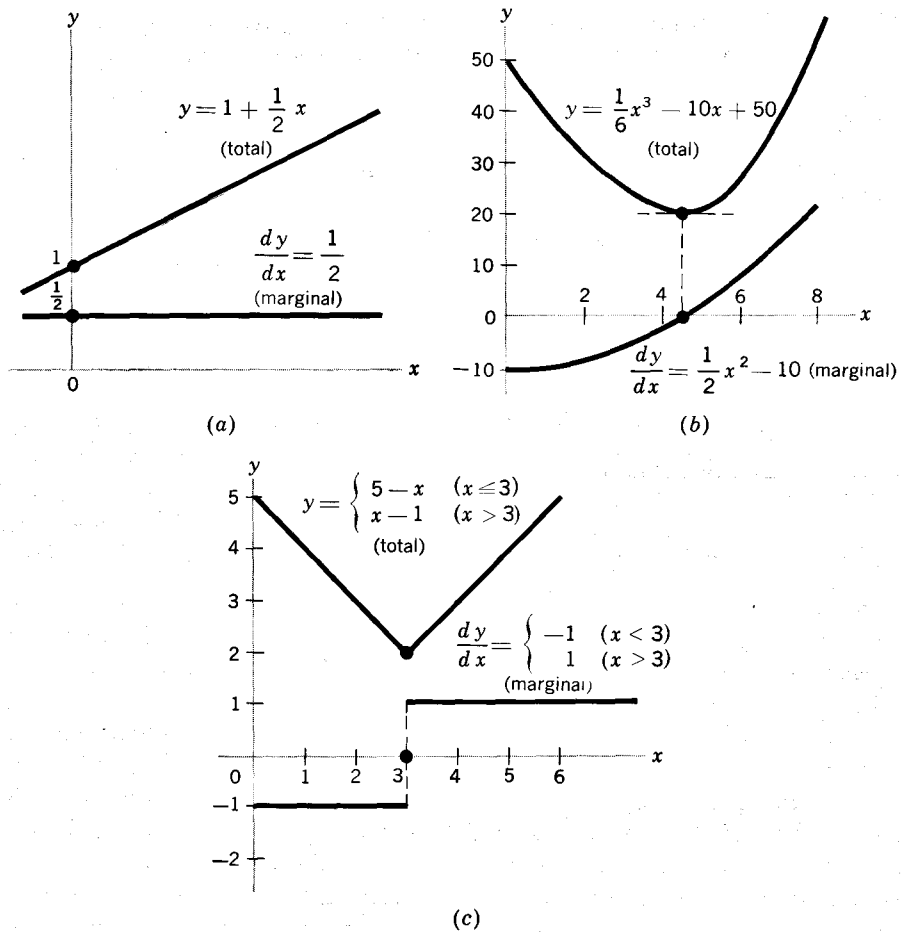 y
y = 1 + 1/2 x
(total)
1
dy/dx = 1/2
1/2
(marginal)
x
0
(a)
y
50
y = 1/6 x³ − 10x + 50
40
(total)
30
20
10
2 4 6 8
0
x
−10
dy/dx = 1/2 x² − 10 (marginal)
(b)
y
5
y = { 5 − x (x ≦ 3)
x − 1 (x > 3)
(total)
4
3
dy/dx = { −1 (x < 3)
1 (x > 3)
2
(marginal)
1
x
0 1 2 3 4 5 6
−1
−2
(c)